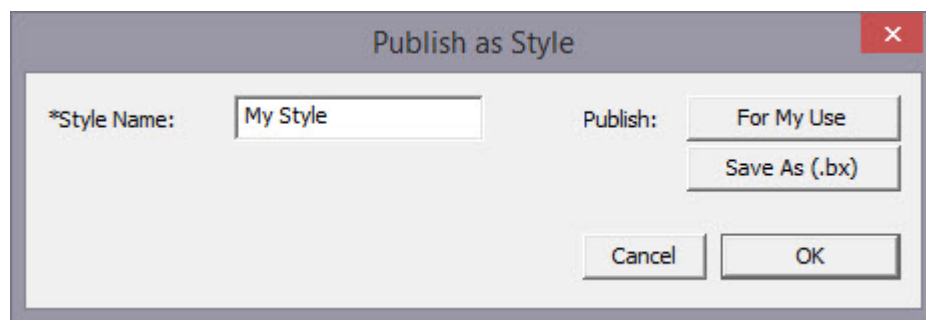 Publish as Style
*Style Name: My Style Publish: For My Use
Save As (.bx)
Cancel OK